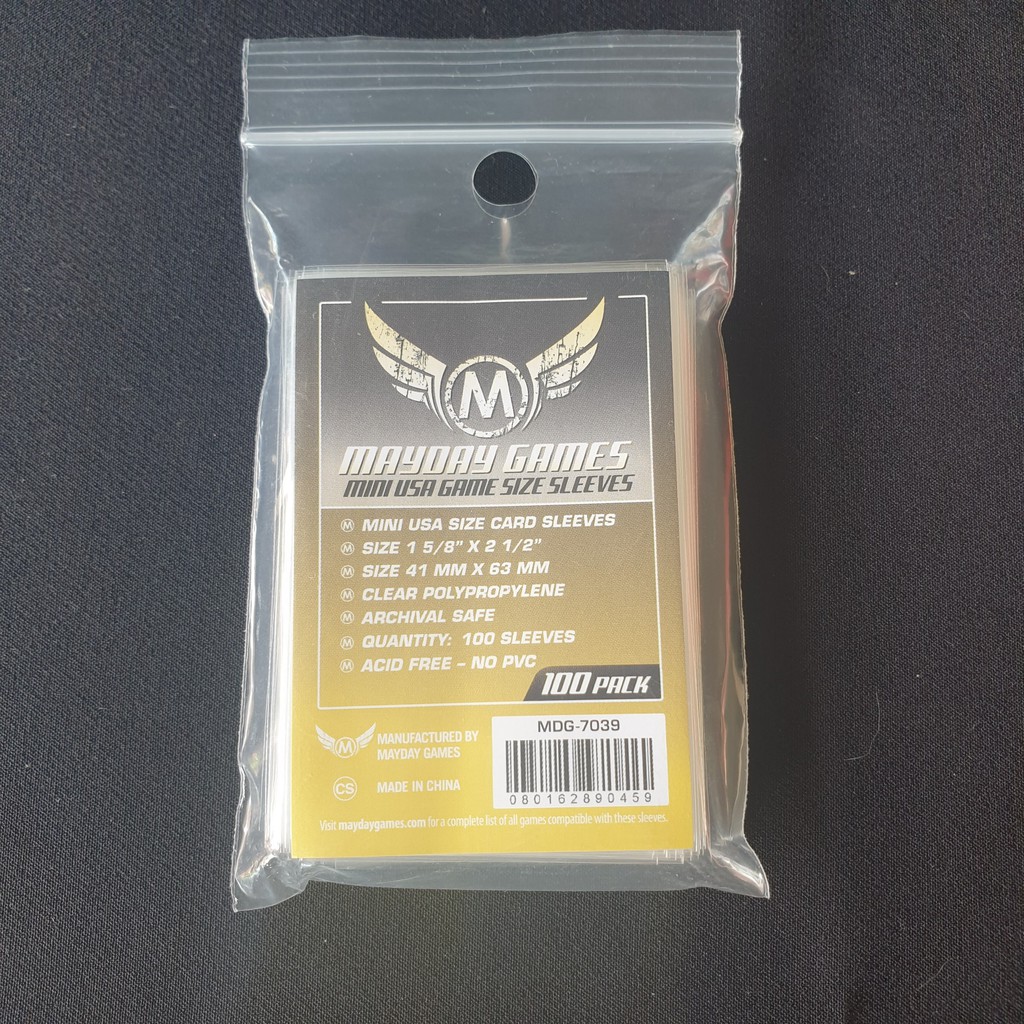 M
MAYDAY GAMES
MINI USA GAME SIZE SLEEVES
M MINI USA SIZE CARD SLEEVES
M SIZE 1 5/8" X 2 1/2"
M SIZE 41 MM X 63 MM
M CLEAR POLYPROPYLENE
M ARCHIVAL SAFE
M QUANTITY: 100 SLEEVES
M ACID FREE – NO PVC
100 PACK
M MANUFACTURED BY
MAYDAY GAMES
CS MADE IN CHINA
MDG-7039
080162890459
Visit maydaygames.com for a complete list of all games compatible with these sleeves.